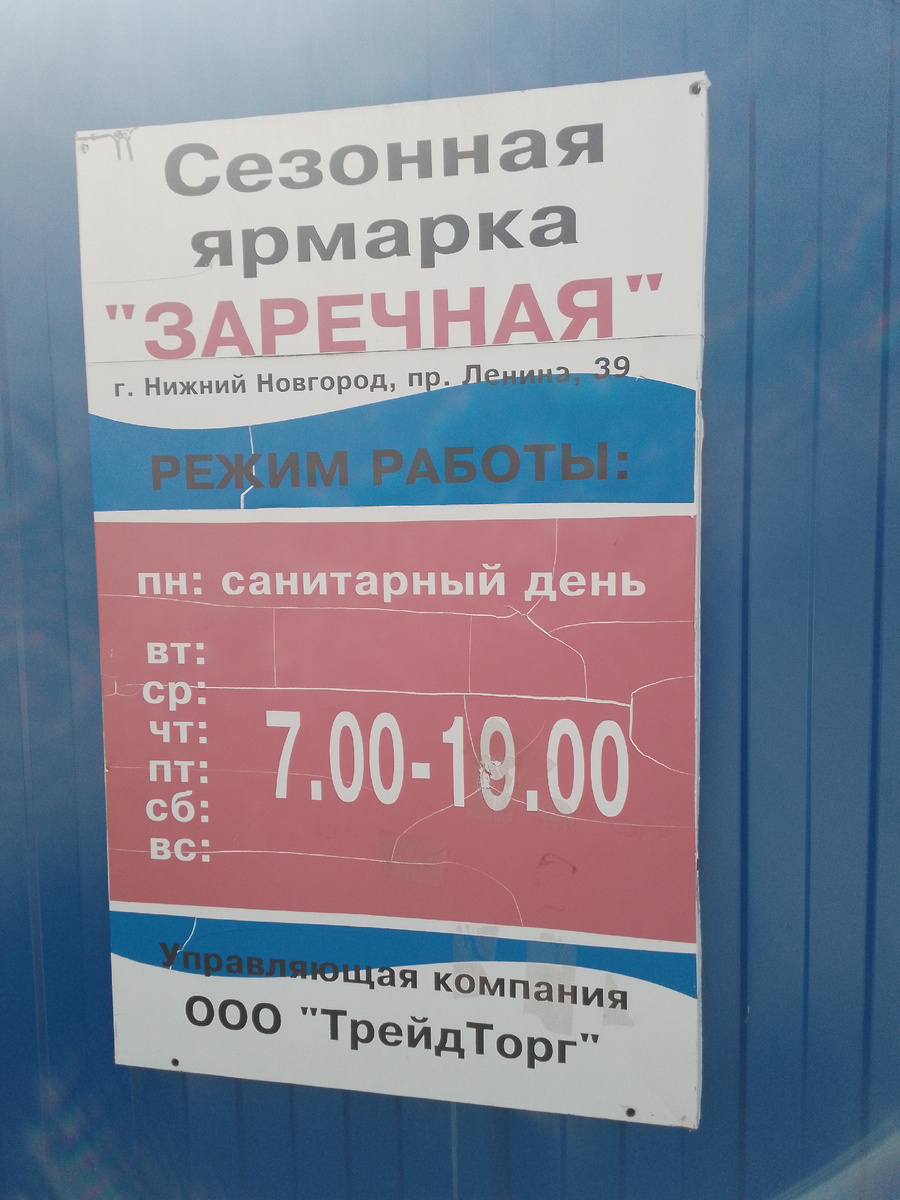 Сезонная
ярмарка
"ЗАРЕЧНАЯ"
г. Нижний Новгород, пр. Ленина, 39
РЕЖИМ РАБОТЫ:
пн: санитарный день
вт:
ср:
чт:
пт:
сб:
вс:
7.00-19.00
Управляющая компания
ООО "ТрейдТорг"